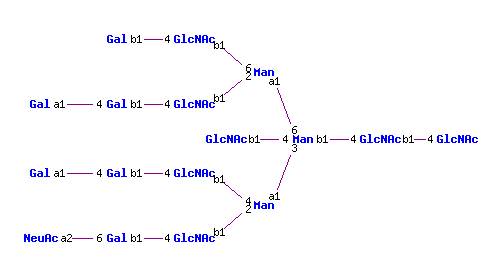 Gal b1 4 GlcNAc b1
6 Man a1
2
Gal a1 4 Gal b1 4 GlcNAc b1
GlcNAc b1 4 6 Man b1 4 GlcNAc b1 4 GlcNAc
3
Gal a1 4 Gal b1 4 GlcNAc b1
4 Man a1
2
NeuAc a2 6 Gal b1 4 GlcNAc b1